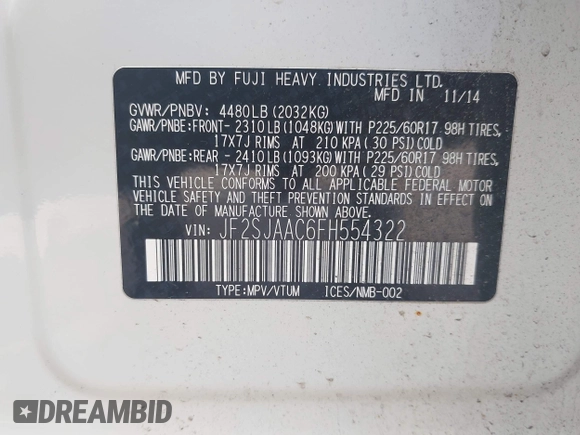 MFD BY FUJI HEAVY INDUSTRIES LTD.
MFD IN 11/14
GVWR/PNBV: 4480LB(2032KG)
GAWR/PNBE:FRONT- 2310LB(1048KG)WITH P225/60R17 98H TIRES,
17X7J RIMS AT 210 KPA( 30 PSI)COLD
GAWR/PNBE:REAR - 2410LB(1093KG)WITH P225/60R17 98H TIRES,
17X7J RIMS AT 200 KPA( 29 PSI)COLD
THIS VEHICLE CONFORMS TO ALL APPLICABLE FEDERAL MOTOR
VEHICLE SAFETY, BUMPER, AND THEFT PREVENTION STANDARDS
IN EFFECT ON THE DATE OF MANUFACTURE SHOWN ABOVE.
VIN: JF2SJAAC6FH554322
TYPE:MPV/VTUM ICES/NMB-002
DREAMBID